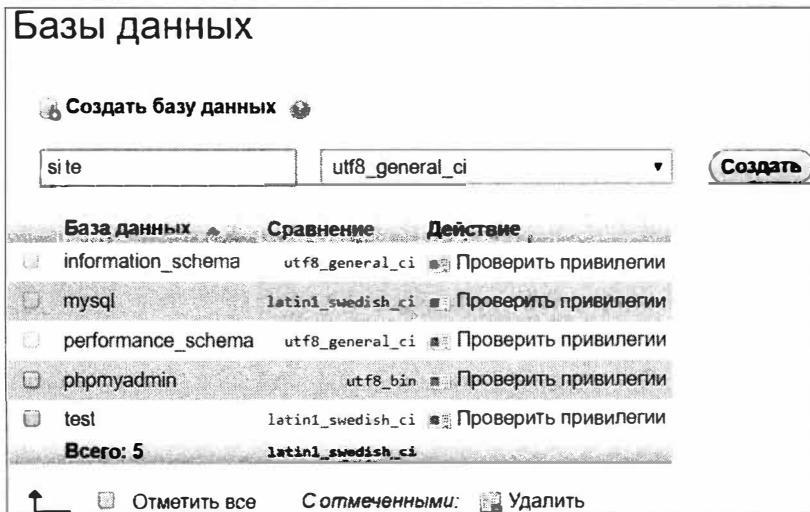 Базы данных
Создать базу данных
site utf8_general_ci Создать
База данных Сравнение Действие
information_schema utf8_general_ci Проверить привилегии
mysql latin1_swedish_ci Проверить привилегии
performance_schema utf8_general_ci Проверить привилегии
phpmyadmin utf8_bin Проверить привилегии
test latin1_swedish_ci Проверить привилегии
Всего: 5 latin1_swedish_ci
Отметить все С отмеченными: Удалить